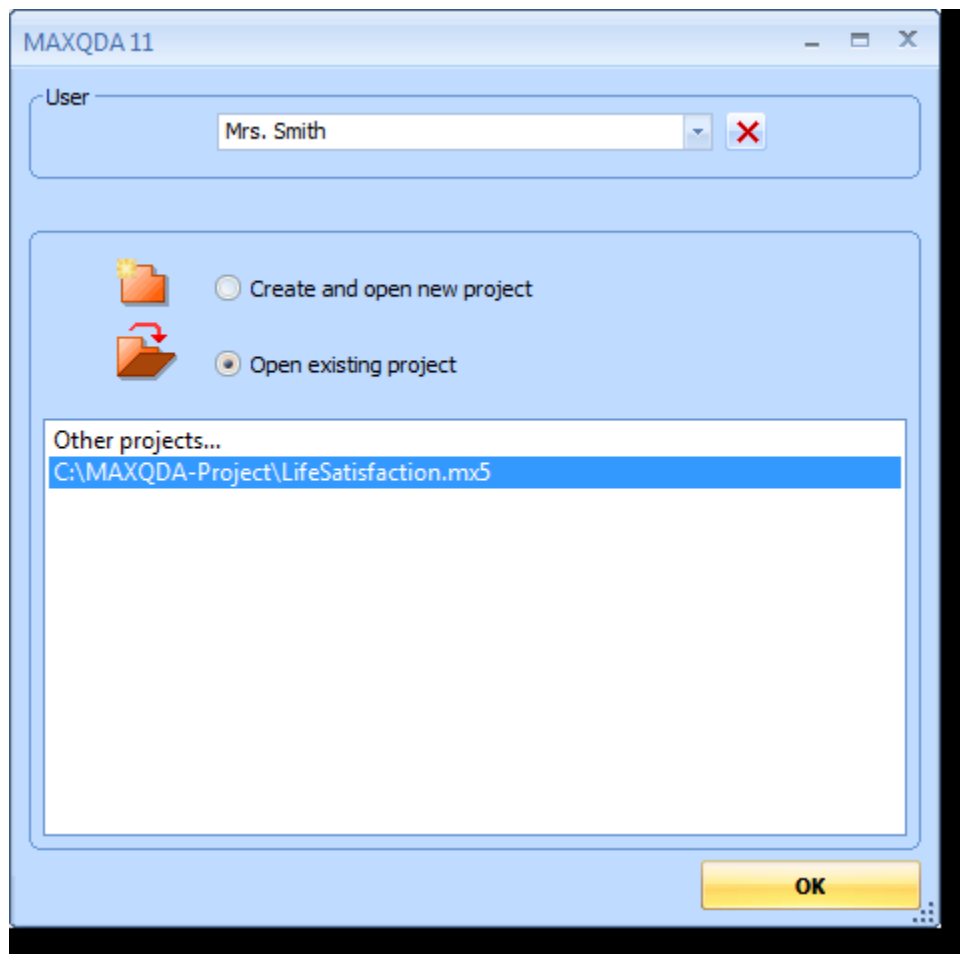 MAXQDA 11
User
Mrs. Smith
Create and open new project
Open existing project
Other projects...
C:\MAXQDA-Project\LifeSatisfaction.mx5
OK